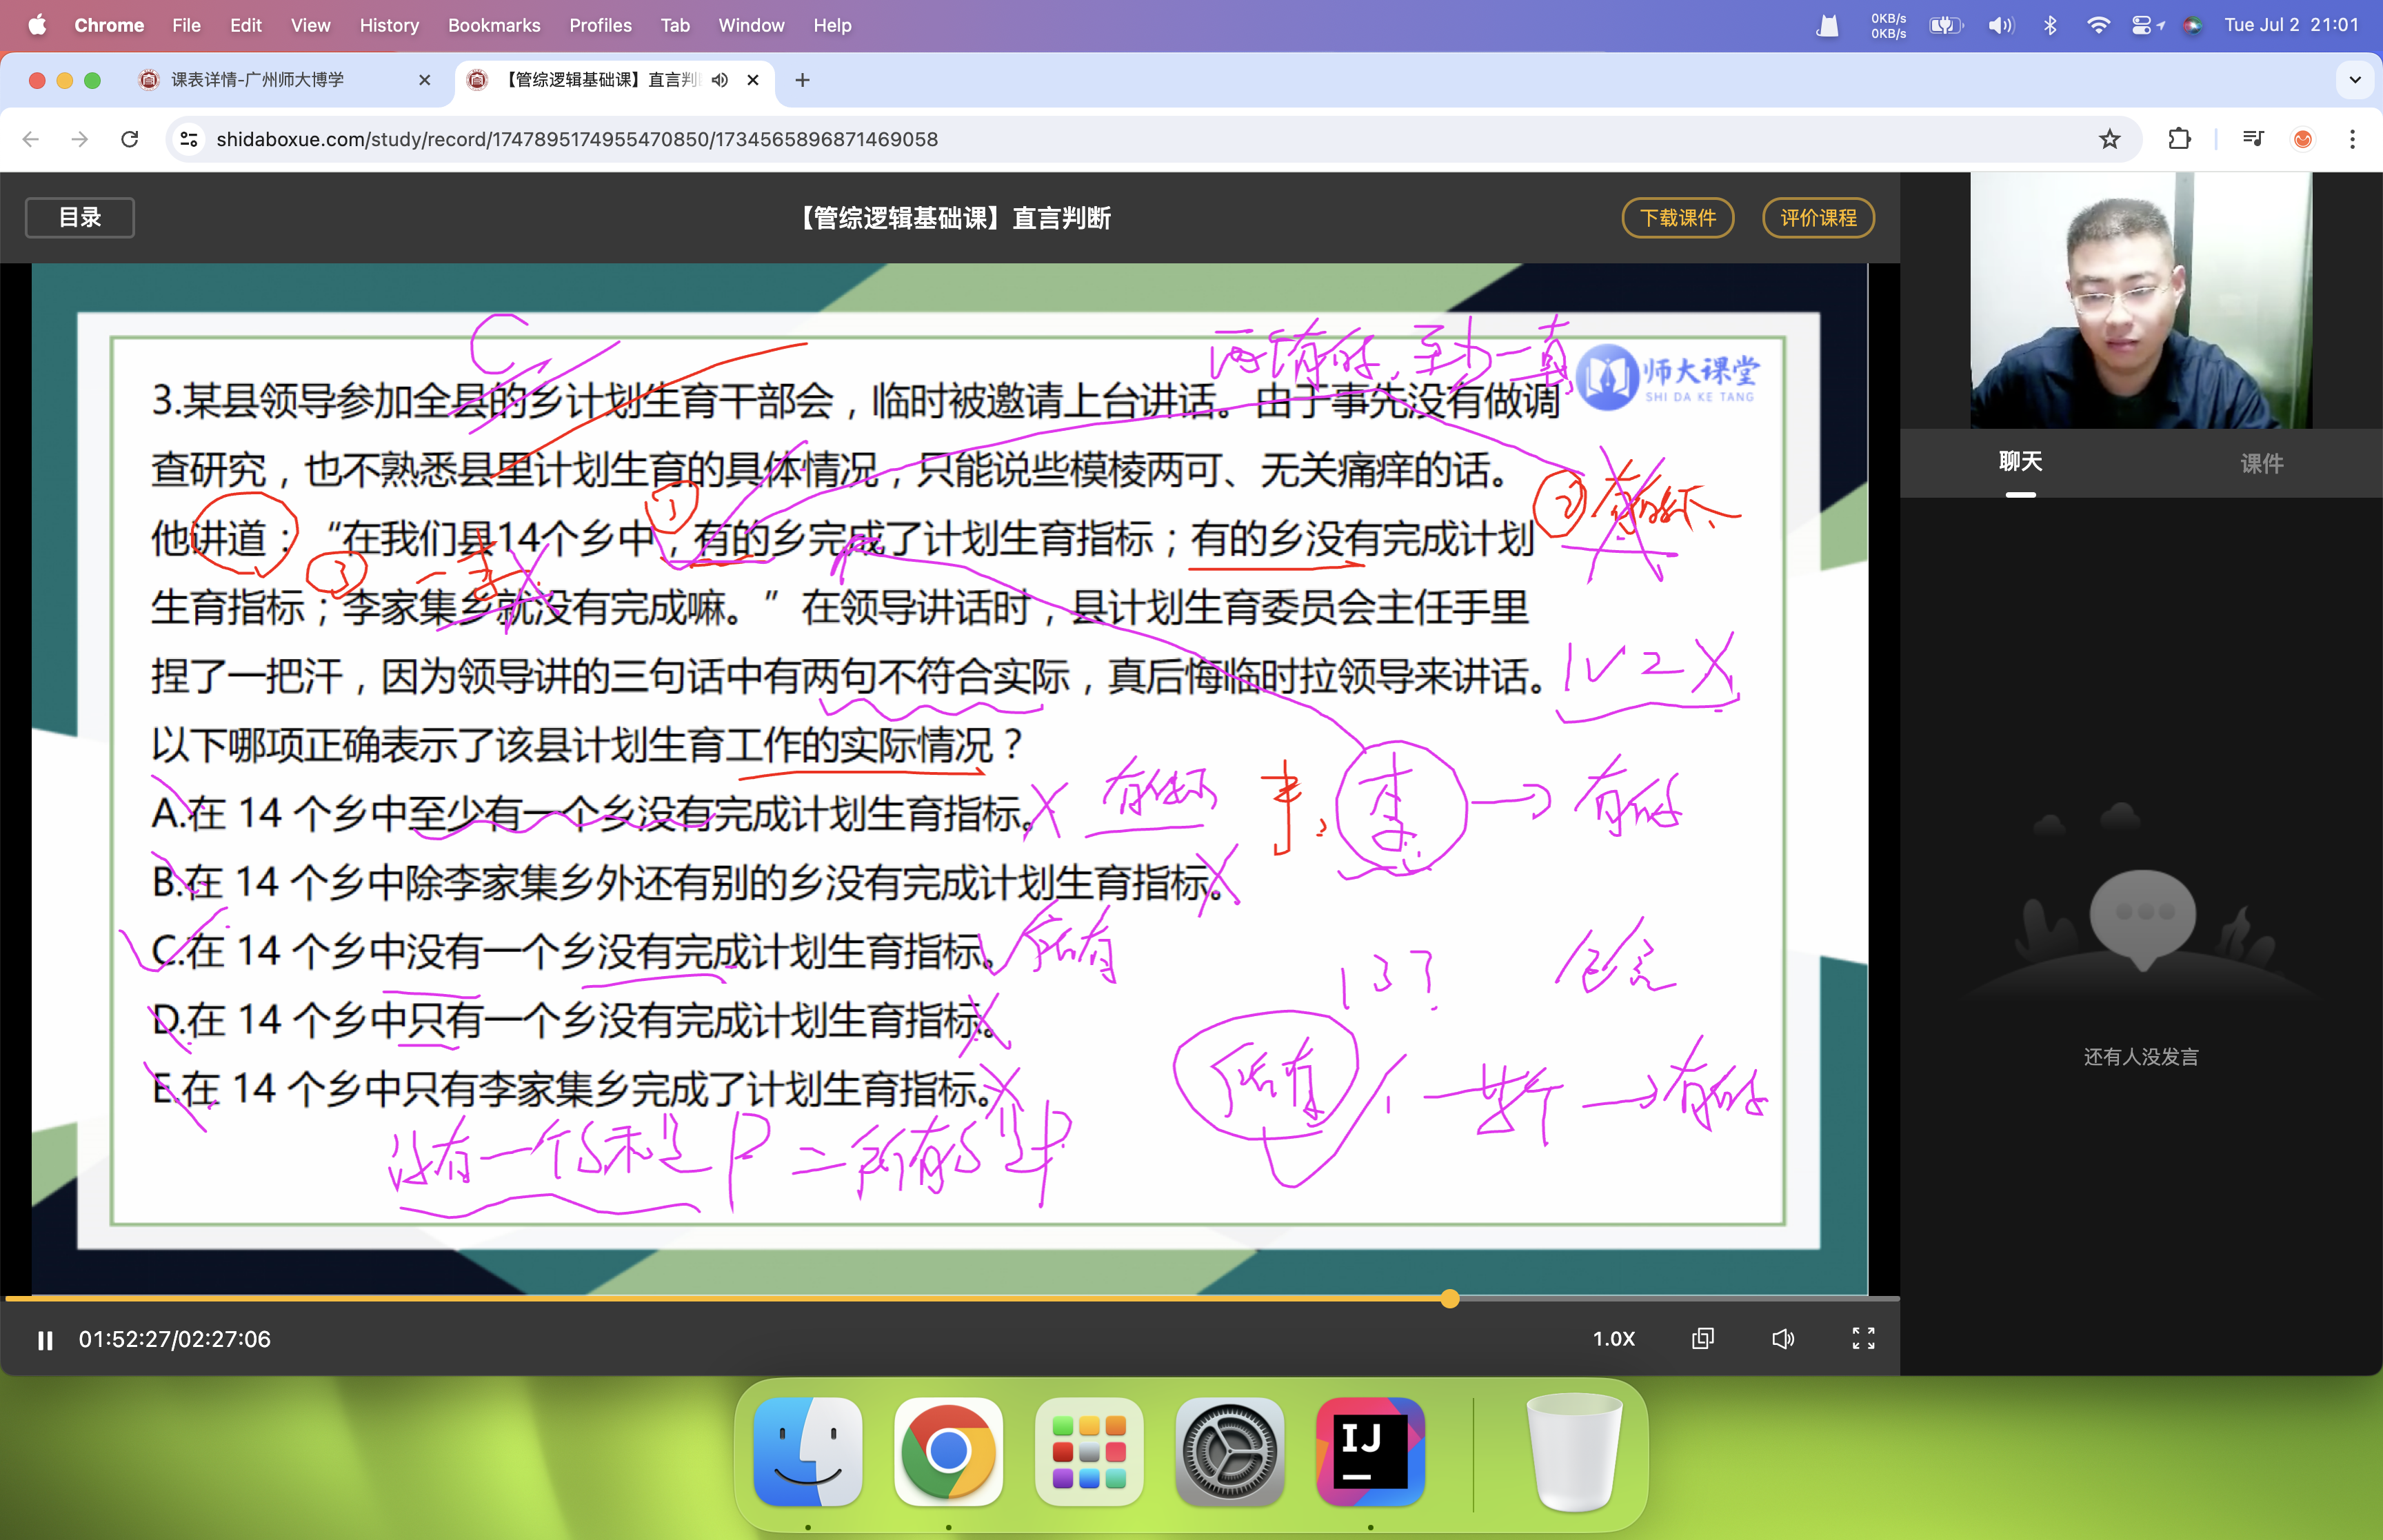 Chrome File Edit View History Bookmarks Profiles Tab Window Help
0KB/s
0KB/s
Tue Jul 2 21:01
课表详情-广州师大博学
【管综逻辑基础课】直言判
shidaboxue.com/study/record/1747895174955470850/1734565896871469058
目录
【管综逻辑基础课】直言判断
下载课件
评价课程
两有的,至少一真
师大课堂
SHI DA KE TANG
3.某县领导参加全县的乡计划生育干部会，临时被邀请上台讲话。由于事先没有做调
查研究，也不熟悉县里计划生育的具体情况，只能说些模棱两可、无关痛痒的话。
他讲道：“在我们县14个乡中，有的乡完成了计划生育指标；有的乡没有完成计划
生育指标；李家集乡就没有完成嘛。”在领导讲话时，县计划生育委员会主任手里
捏了一把汗，因为领导讲的三句话中有两句不符合实际，真后悔临时拉领导来讲话。
以下哪项正确表示了该县计划生育工作的实际情况？
A.在 14 个乡中至少有一个乡没有完成计划生育指标。
B.在 14 个乡中除李家集乡外还有别的乡没有完成计划生育指标。
C.在 14 个乡中没有一个乡没有完成计划生育指标。
D.在 14 个乡中只有一个乡没有完成计划生育指标。
E.在 14 个乡中只有李家集乡完成了计划生育指标。
①
②
③
李
有的
所有
13?
所有
有的
没有一个S不是P=所有S是P
聊天
课件
还有人没发言
01:52:27/02:27:06
1.0X
IJ